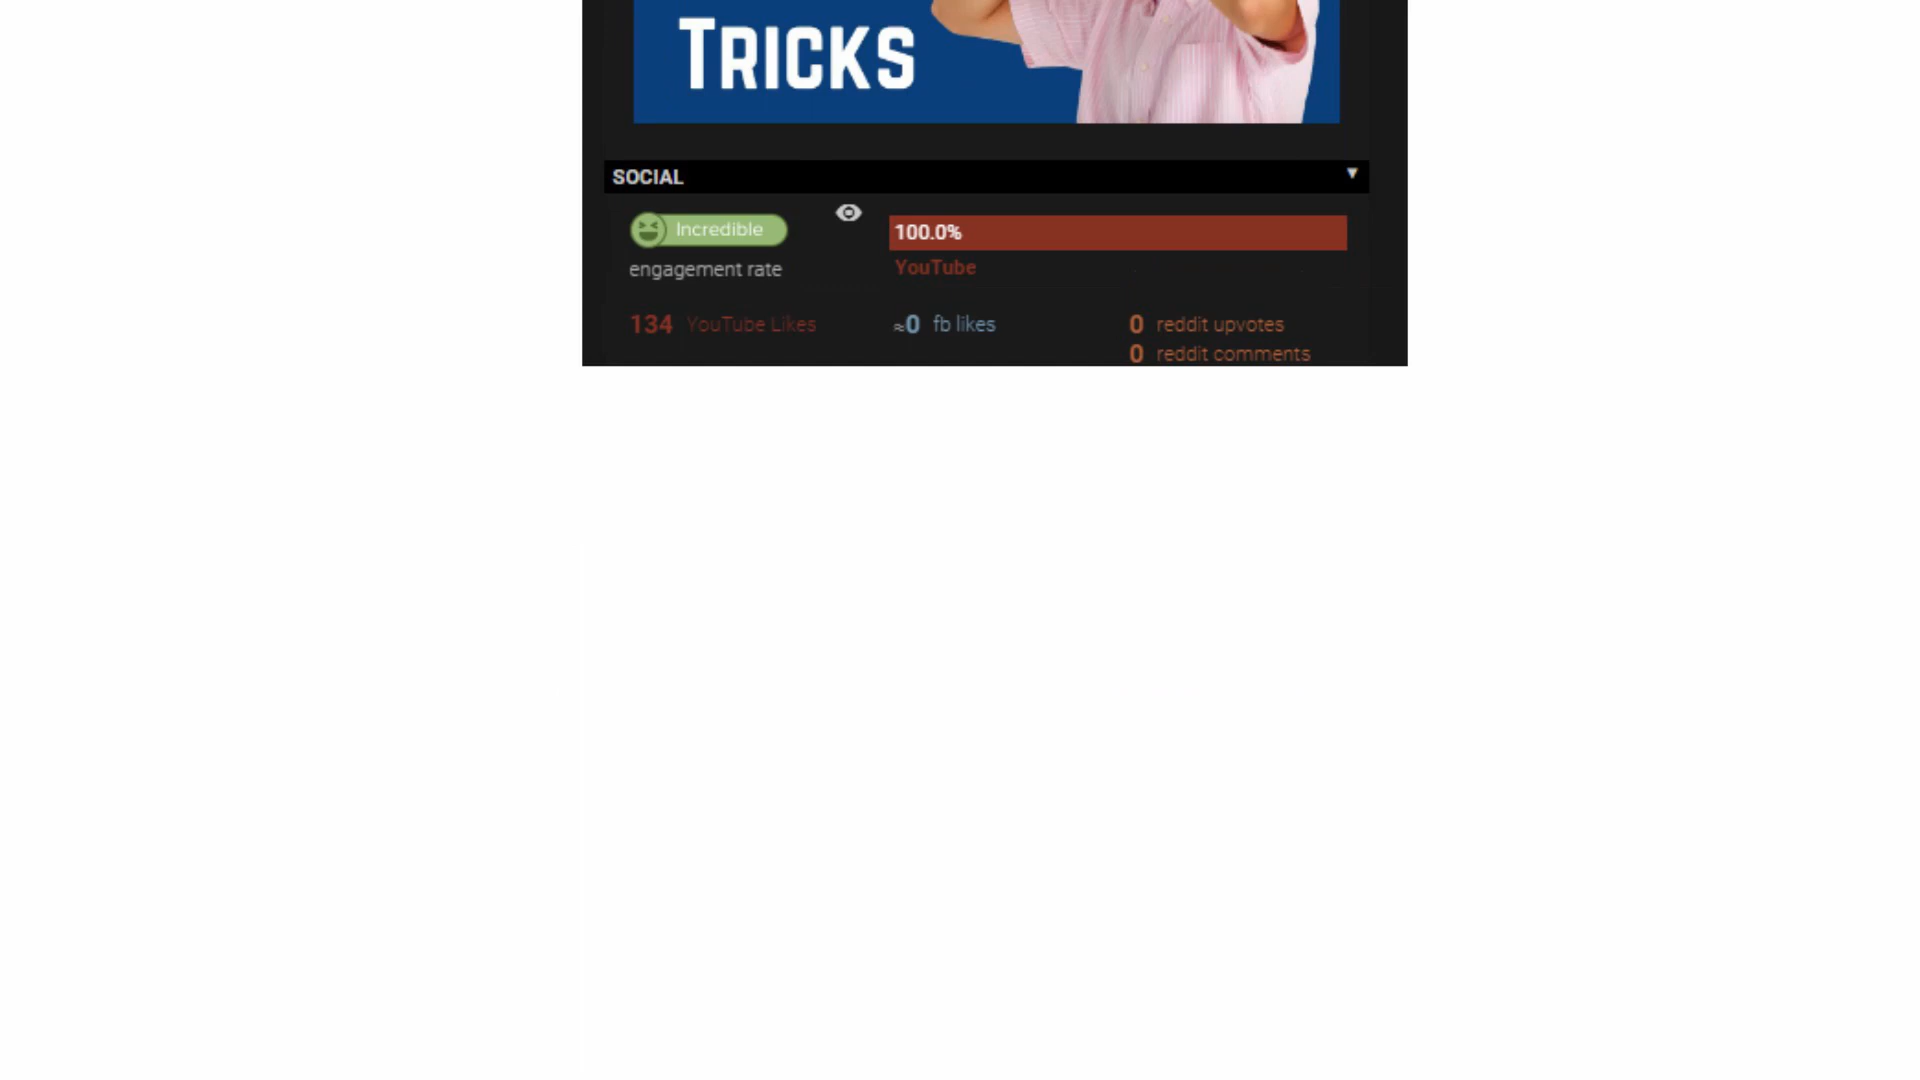 TRICKS
SOCIAL
Incredible
100.0%
engagement rate
YouTube
134 YouTube Likes
≈0 fb likes
0 reddit upvotes
0 reddit comments